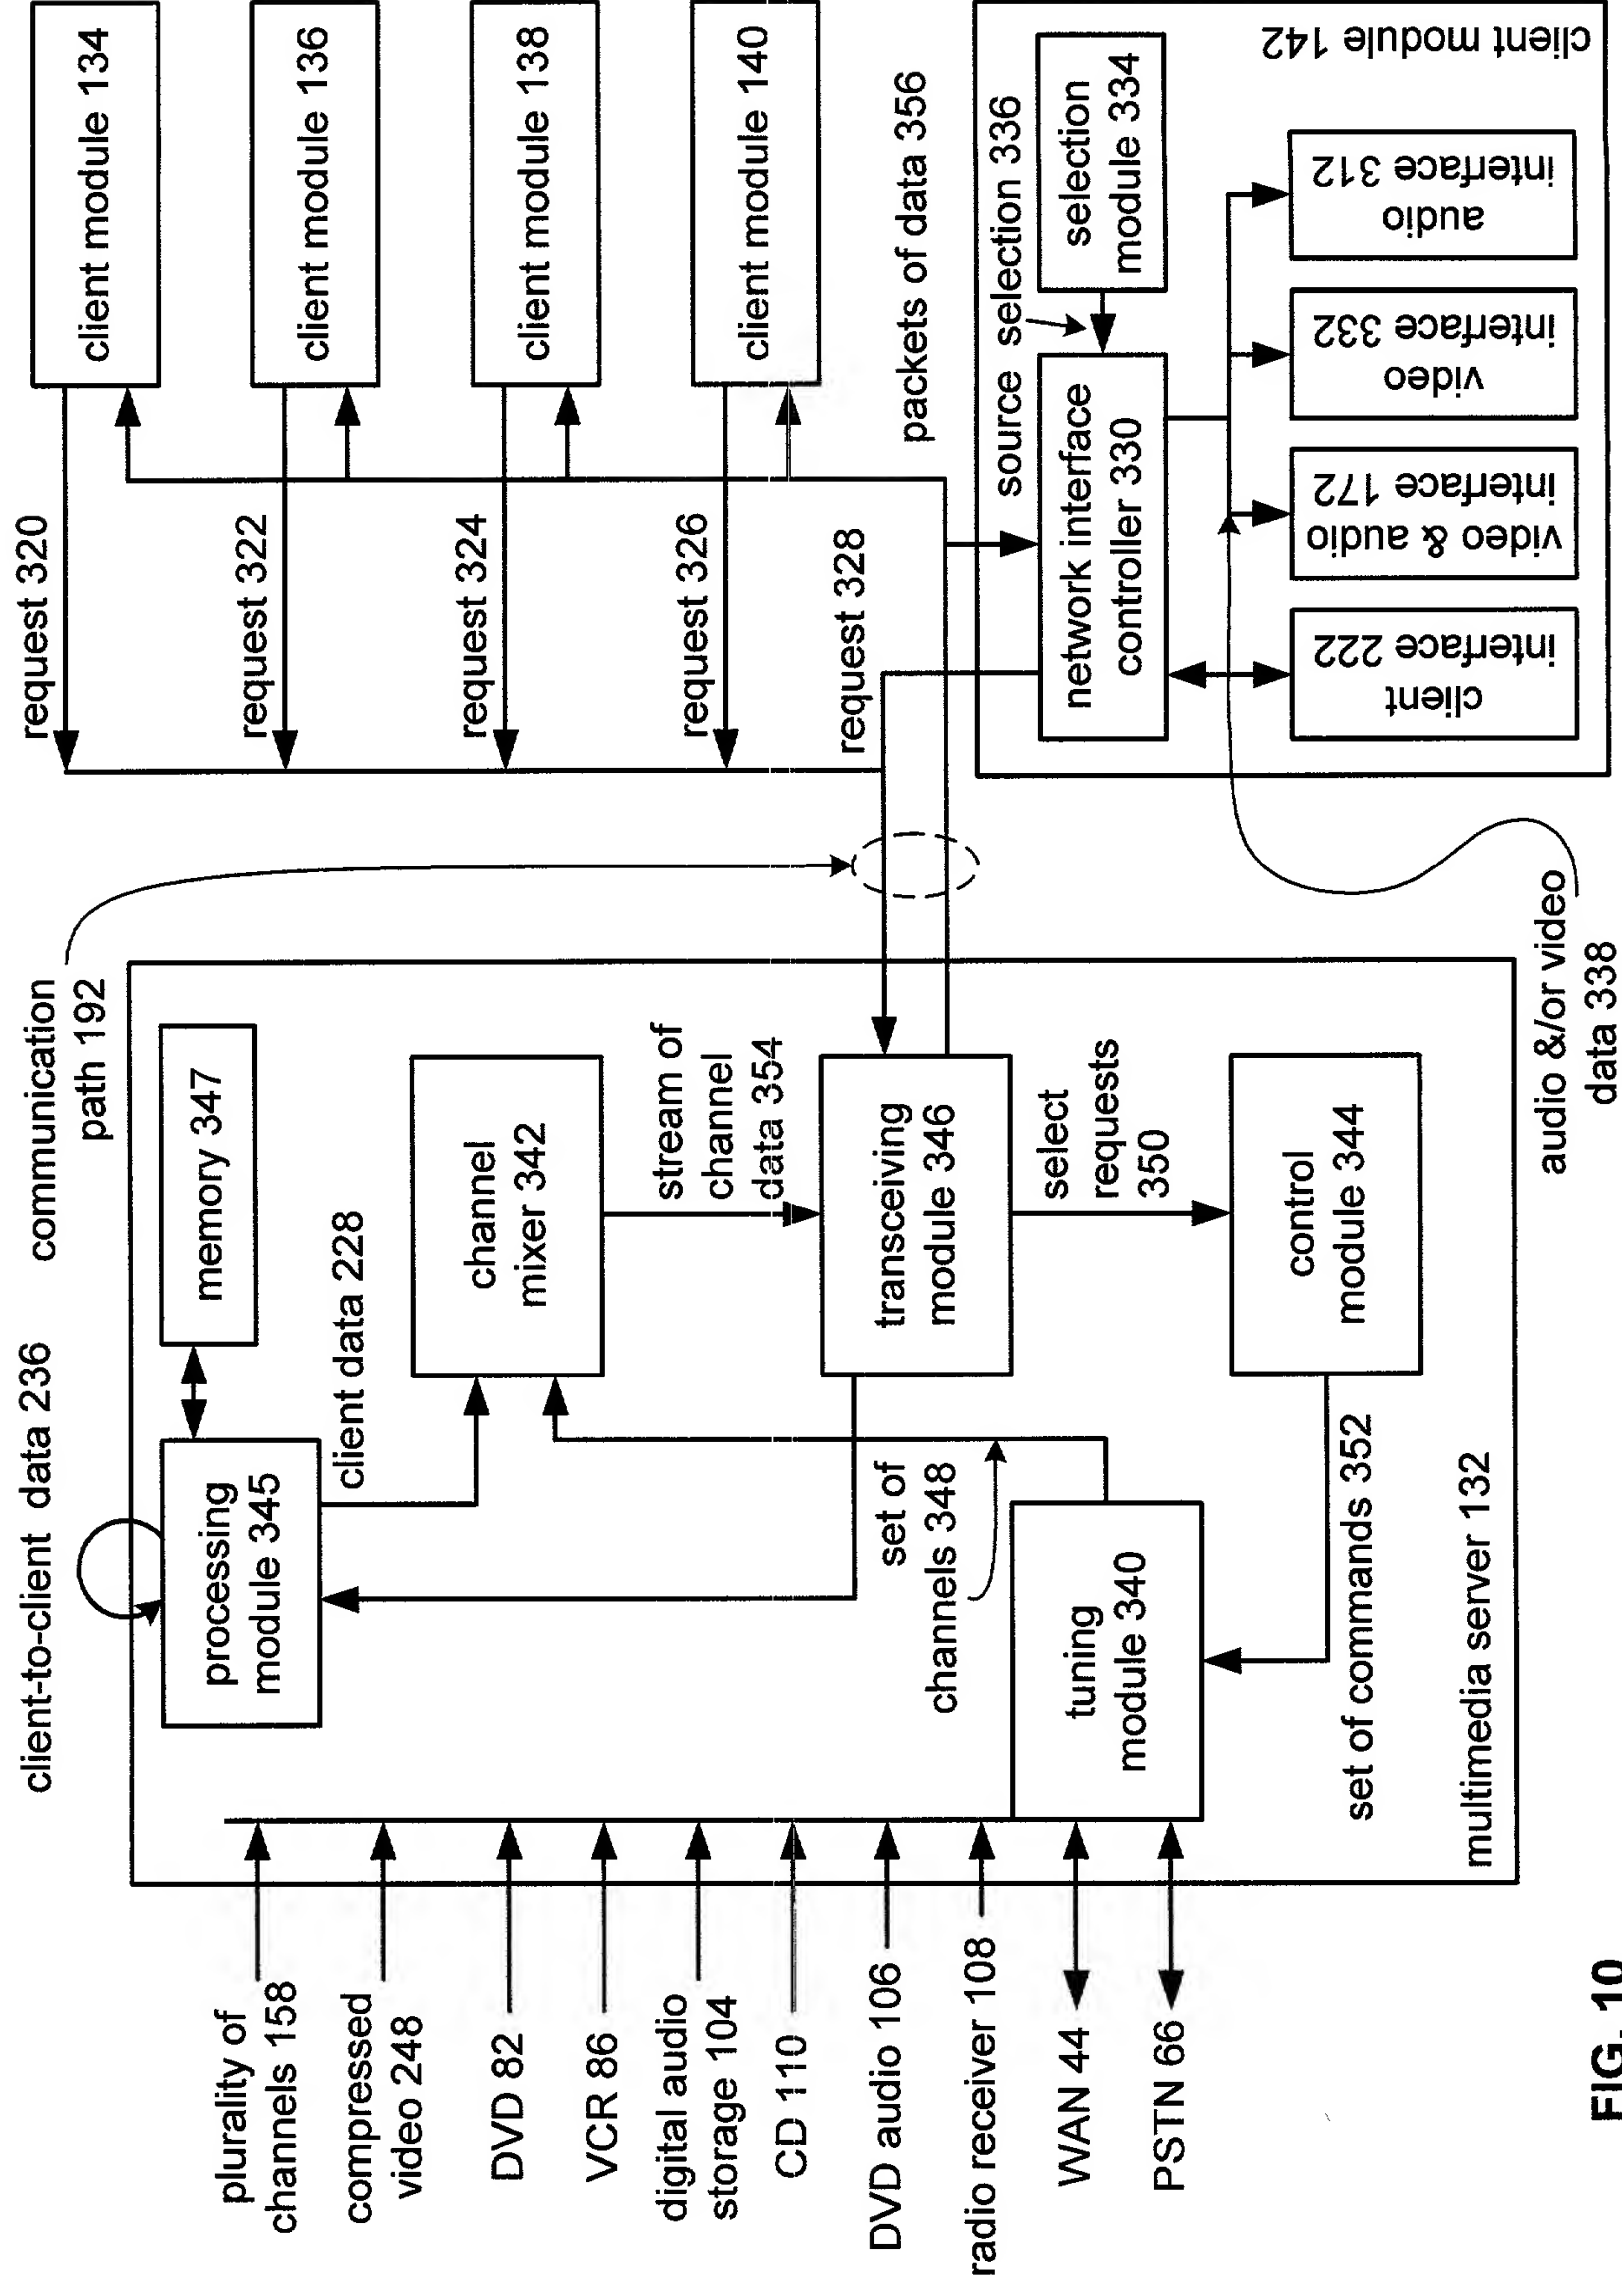 client-to-client data 236
communication
path 192
request 320
client module 134
processing
module 345
memory 347
plurality of
channels 158
client data 228
request 322
client module 136
compressed
video 248
channel
mixer 342
request 324
client module 138
DVD 82
VCR 86
stream of
channel
data 354
request 326
client module 140
digital audio
storage 104
CD 110
set of
channels 348
transceiving
module 346
request 328
packets of data 356
DVD audio 106
radio receiver 108
select
requests
350
source selection 336
WAN 44
PSTN 66
tuning
module 340
network interface
controller 330
selection
module 334
control
module 344
set of commands 352
client
interface 222
video & audio
interface 172
video
interface 332
audio
interface 312
multimedia server 132
audio &/or video
data 338
client module 142
FIG. 10